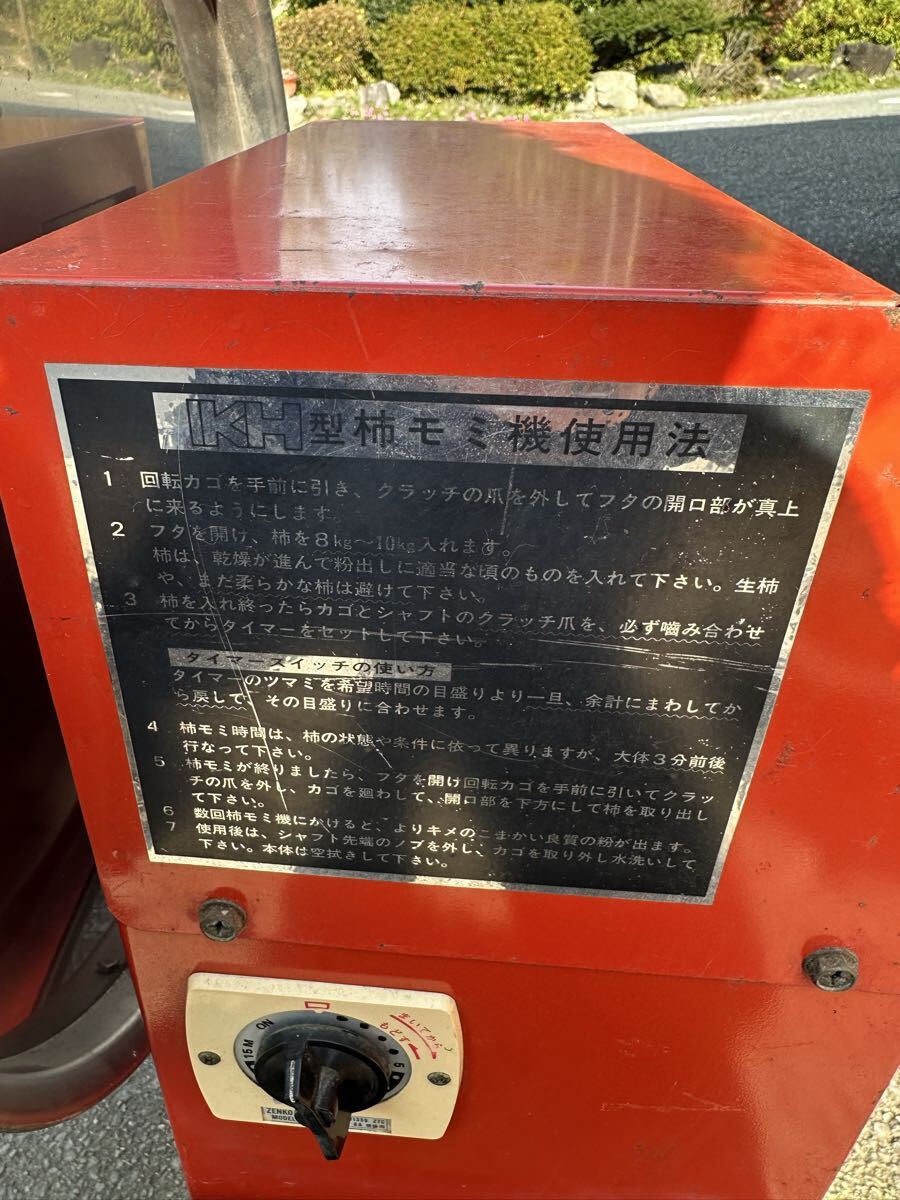 IKH型柿モミ機使用法
1 回転カゴを手前に引き、クラッチの爪を外してフタの開口部が真上
に来るようにします。
2 フタを開け、柿を8kg〜10kg入れます。
柿は、乾燥が進んで粉出しに適当な頃のものを入れて下さい。生柿
や、まだ柔らかな柿は避けて下さい。
3 柿を入れ終ったらカゴとシャフトのクラッチ爪を、必ず嚙み合わせ
てからタイマーをセットして下さい。
タイマースイッチの使い方
タイマーのツマミを希望時間の目盛りより一旦、余計にまわしてか
ら戻して、その目盛りに合わせます。
4 柿モミ時間は、柿の状態や条件に依って異りますが、大体3分前後
行なって下さい。
5 柿モミが終りましたら、フタを開け回転カゴを手前に引いてクラッ
チの爪を外し、カゴを廻わして、開口部を下方にして柿を取り出し
て下さい。
6 数回柿モミ機にかけると、よりキメのこまかい良質の粉が出ます。
7 使用後は、シャフト先端のノブを外し、カゴを取り外し水洗いして
下さい。本体は空拭きして下さい。
ON
15M
5
まいてから
もどす
ZENKO
MODEL